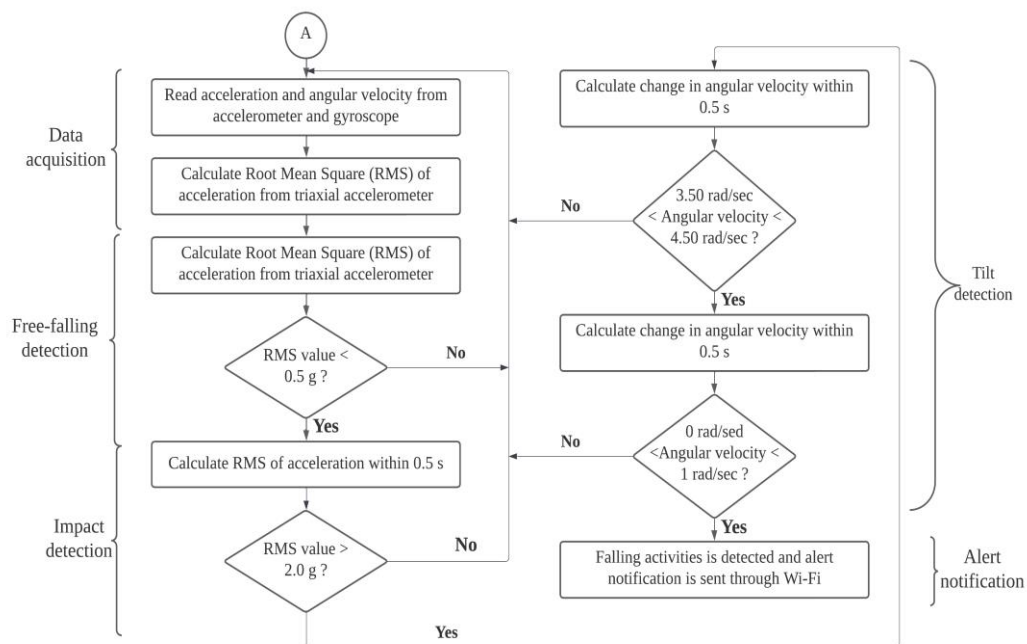 A
Data
acquisition
Read acceleration and angular velocity from
accelerometer and gyroscope
Calculate Root Mean Square (RMS) of
acceleration from triaxial accelerometer
Free-falling
detection
Calculate Root Mean Square (RMS) of
acceleration from triaxial accelerometer
RMS value <
0.5 g ?
No
Yes
Impact
detection
Calculate RMS of acceleration within 0.5 s
RMS value >
2.0 g ?
No
Yes
Calculate change in angular velocity within
0.5 s
3.50 rad/sec
< Angular velocity <
4.50 rad/sec ?
No
Yes
Calculate change in angular velocity within
0.5 s
0 rad/sed
<Angular velocity <
1 rad/sec ?
No
Yes
Tilt
detection
Falling activities is detected and alert
notification is sent through Wi-Fi
Alert
notification